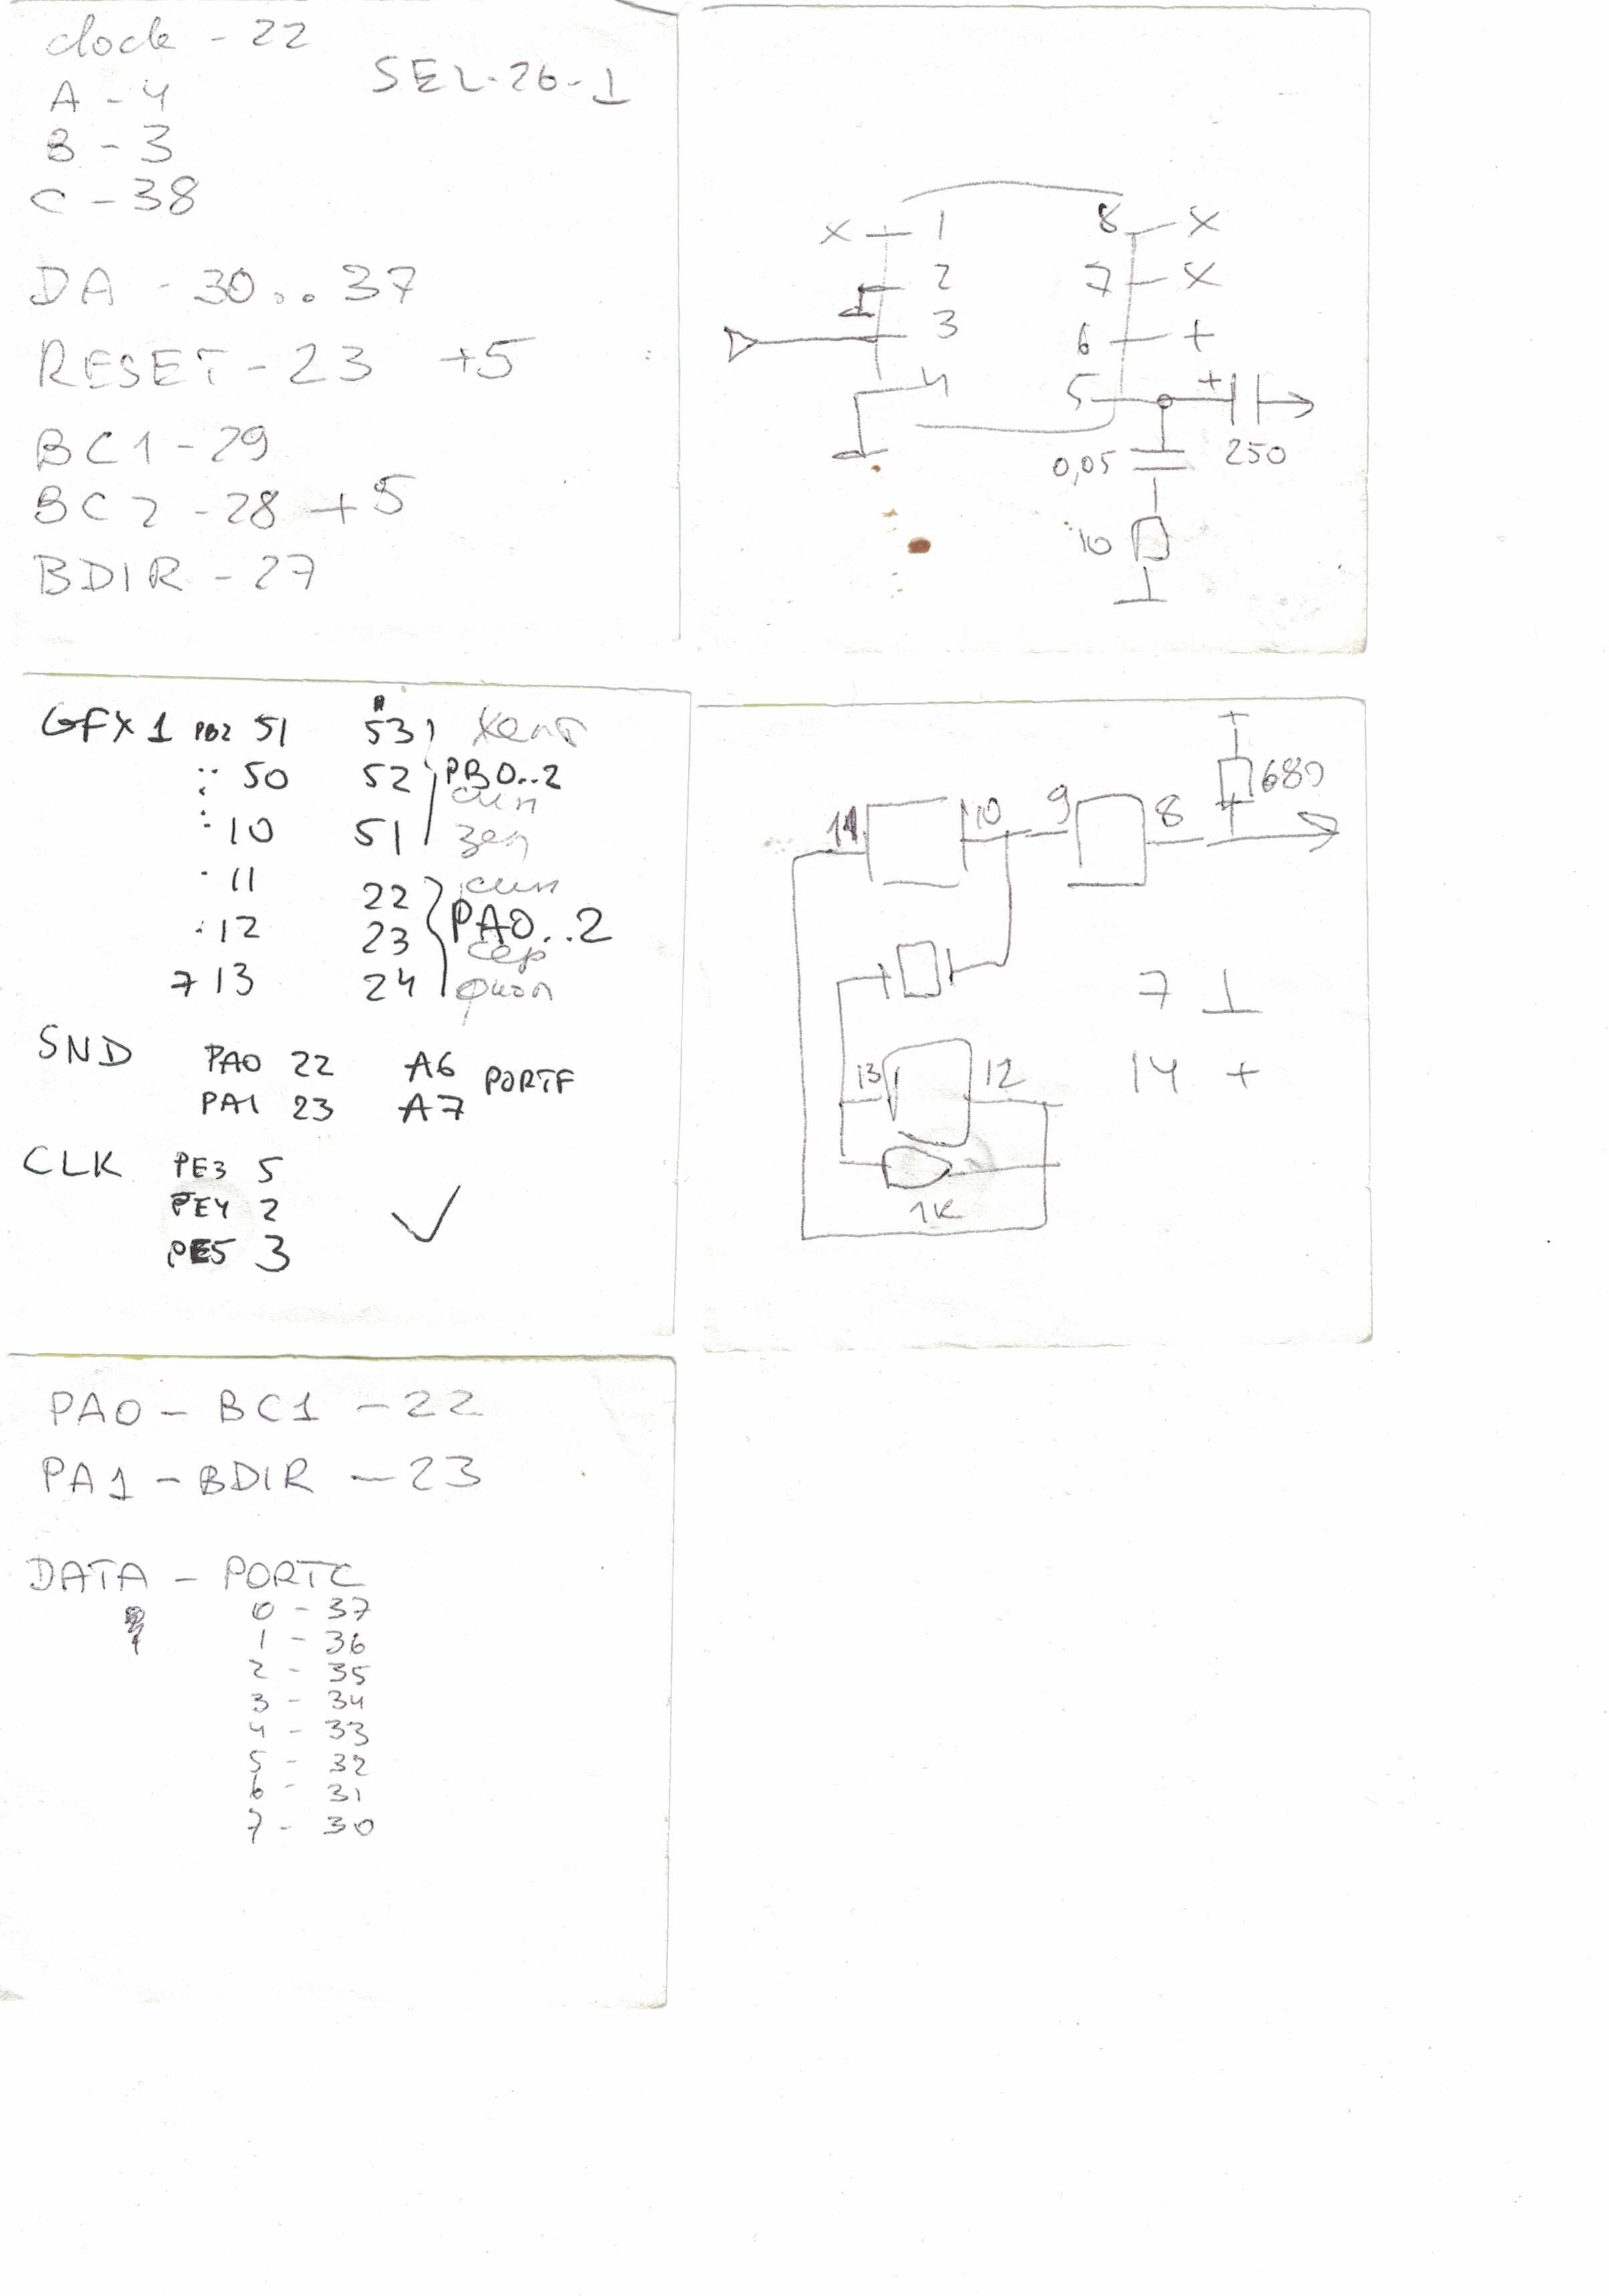 clock - 22
SEL-26-⊥
A - 4
B - 3
C - 38
DA - 30..37
RESET - 23 +5
BC1 - 29
BC2 - 28 +5
BDIR - 27
X 1 8 X
2 7 X
3 6 +
4 5 +
0,05 250
10
GFX1 PB2 51 53 желт
50 52 PB0..2
син
10 51 зел
11 22 син
12 23 PA0..2
сер
7 13 24 фиол
SND PA0 22 A6 PORTF
PA1 23 A7
CLK PE3 5
PE4 2
PE5 3
680
11 10 9 8
7 ⊥
13 12 14 +
1K
PA0 - BC1 - 22
PA1 - BDIR - 23
DATA - PORTC
0 - 37
1 - 36
2 - 35
3 - 34
4 - 33
5 - 32
6 - 31
7 - 30